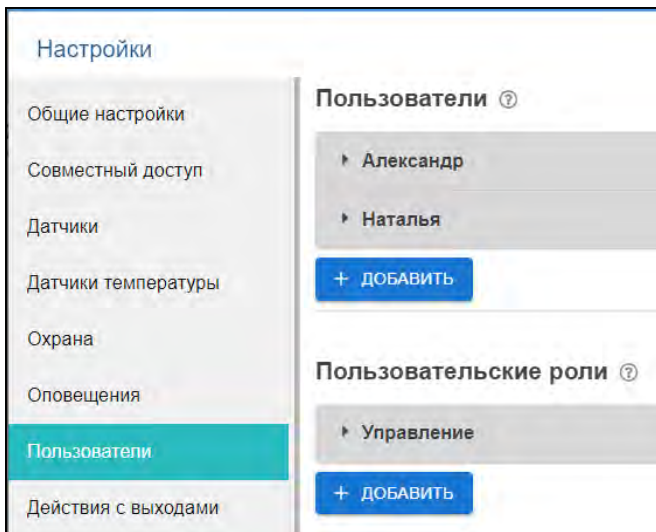 Настройки
Общие настройки
Совместный доступ
Датчики
Датчики температуры
Охрана
Оповещения
Пользователи
Действия с выходами
Пользователи ?
Александр
Наталья
+ ДОБАВИТЬ
Пользовательские роли ?
Управление
+ ДОБАВИТЬ